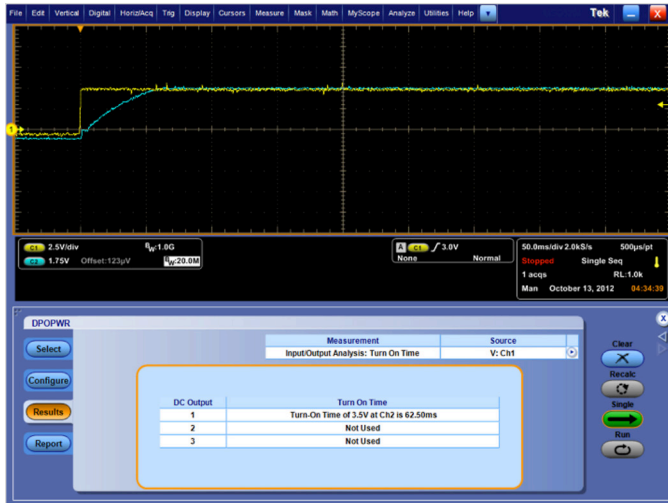 File Edit Vertical Digital Horiz/Acq Trig Display Cursors Measure Mask Math MyScope Analyze Utilities Help Tek X
1
C1 2.5V/div BW:1.0G
C2 1.75V Offset:123µV BW:20.0M
A C1 3.0V
None Normal
50.0ms/div 2.0kS/s 500µs/pt
Stopped Single Seq
1 acqs RL:1.0k
Man October 13, 2012 04:34:39
DPOPWR
Select
Configure
Results
Report
Measurement Source
Input/Output Analysis: Turn On Time V: Ch1
DC Output Turn On Time
1 Turn-On Time of 3.5V at Ch2 is 62.50ms
2 Not Used
3 Not Used
X
Clear
Recalc
Single
Run